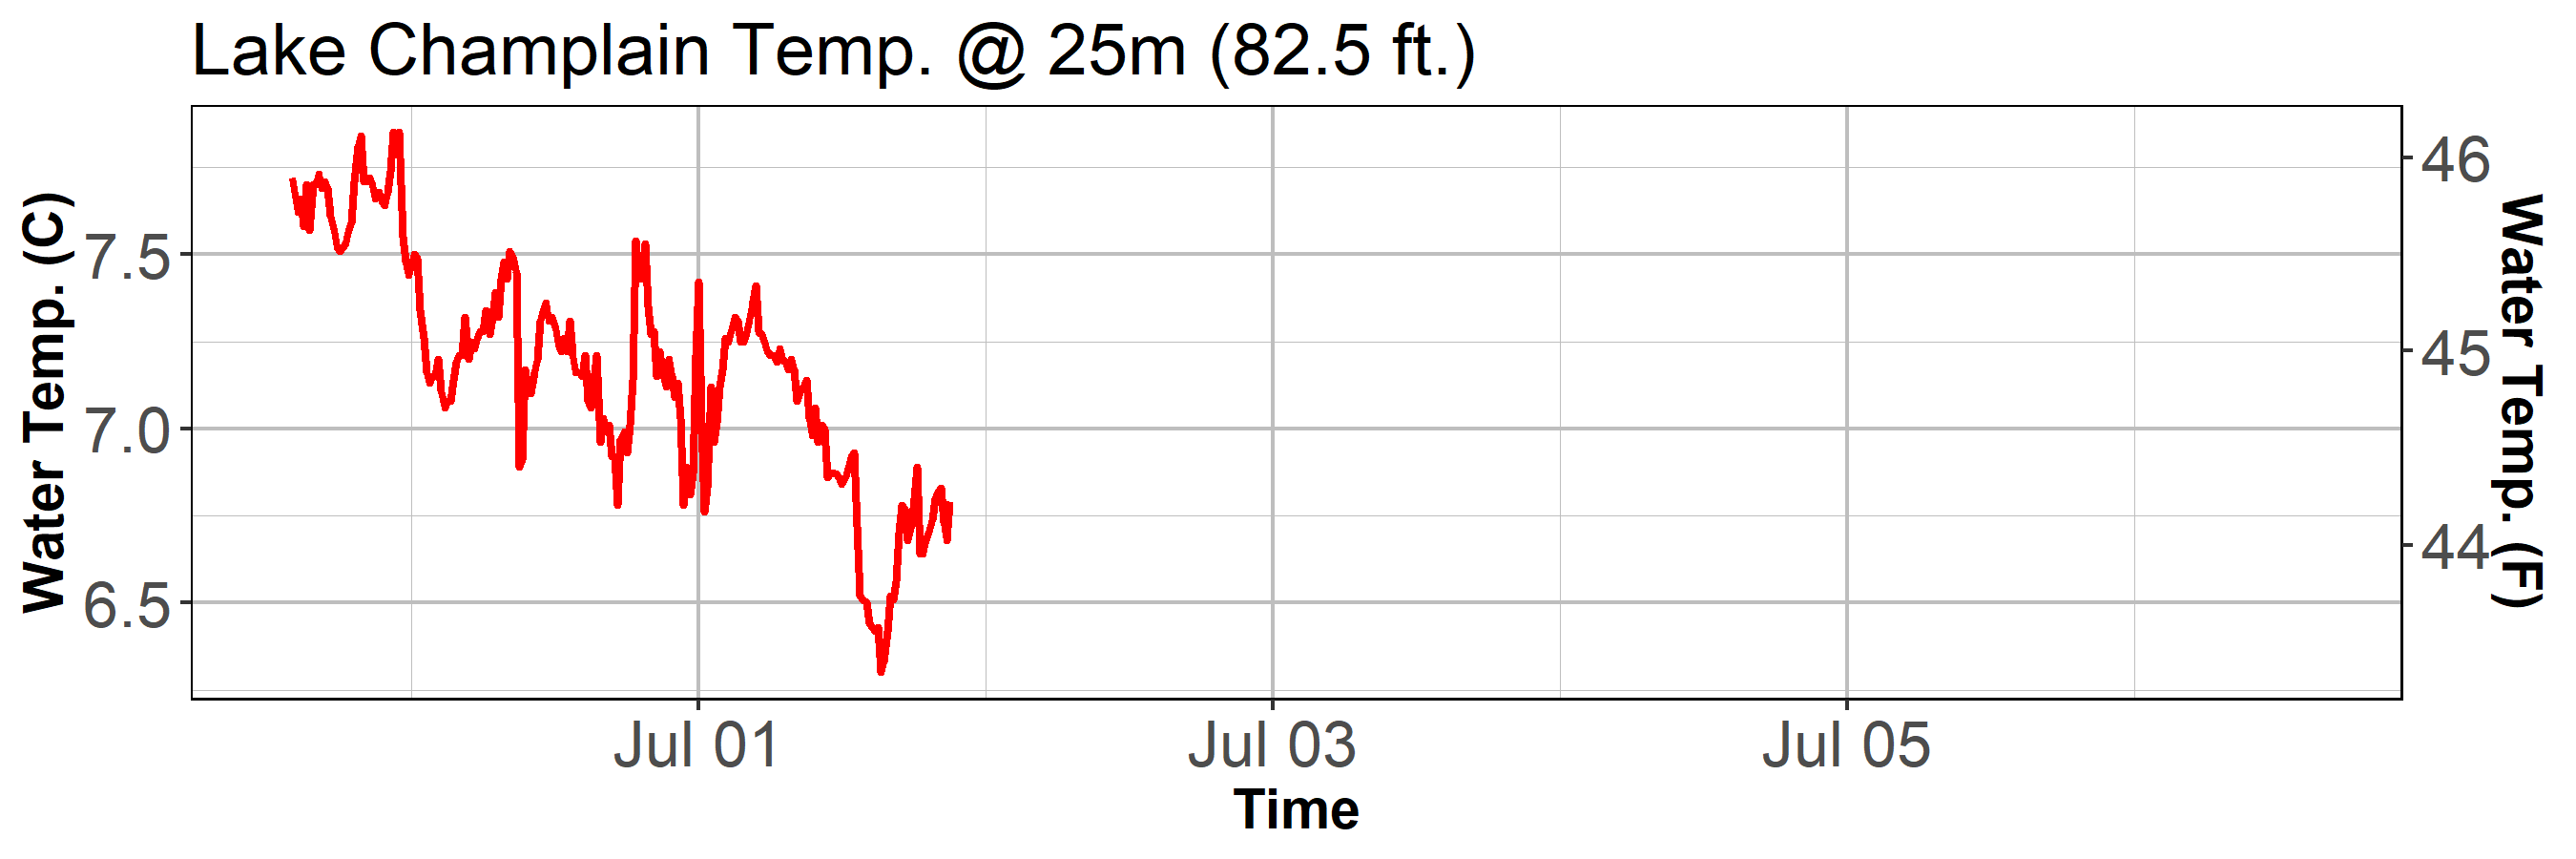 Lake Champlain Temp. @ 25m (82.5 ft.)
Water Temp. (C)
7.5
7.0
6.5
46
45
44
Water Temp. (F)
Jul 01
Jul 03
Jul 05
Time